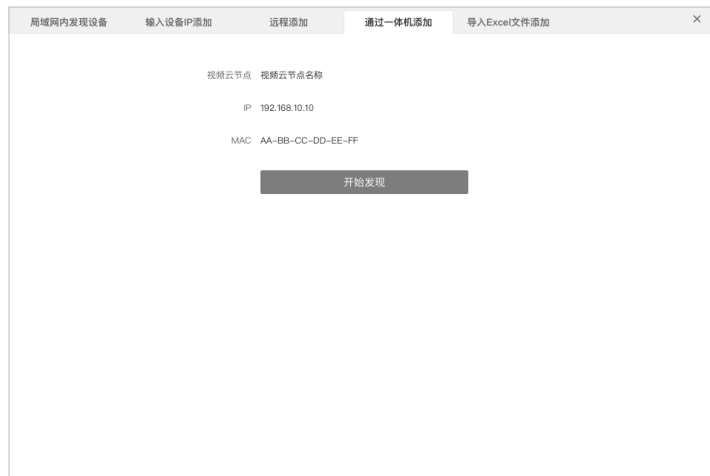 局域网内发现设备 输入设备IP添加 远程添加 通过一体机添加 导入Excel文件添加 ×
视频云节点 视频云节点名称
IP 192.168.10.10
MAC AA-BB-CC-DD-EE-FF
开始发现